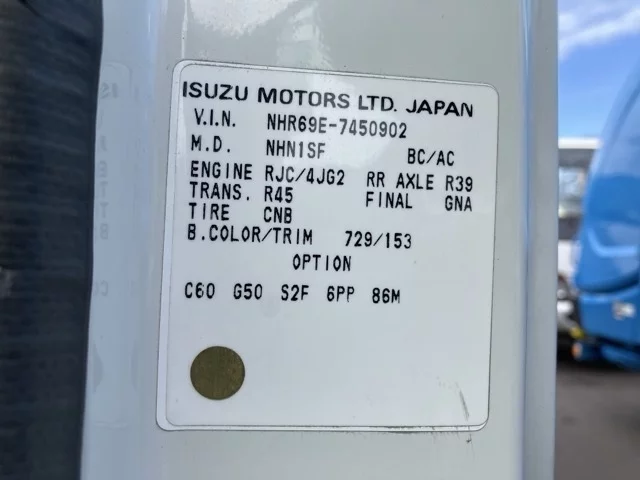 ISUZU MOTORS LTD. JAPAN
V.I.N. NHR69E-7450902
M.D. NHN1SF BC/AC
ENGINE RJC/4JG2 RR AXLE R39
TRANS. R45 FINAL GNA
TIRE CNB
B.COLOR/TRIM 729/153
OPTION
C60 G50 S2F 6PP 86M